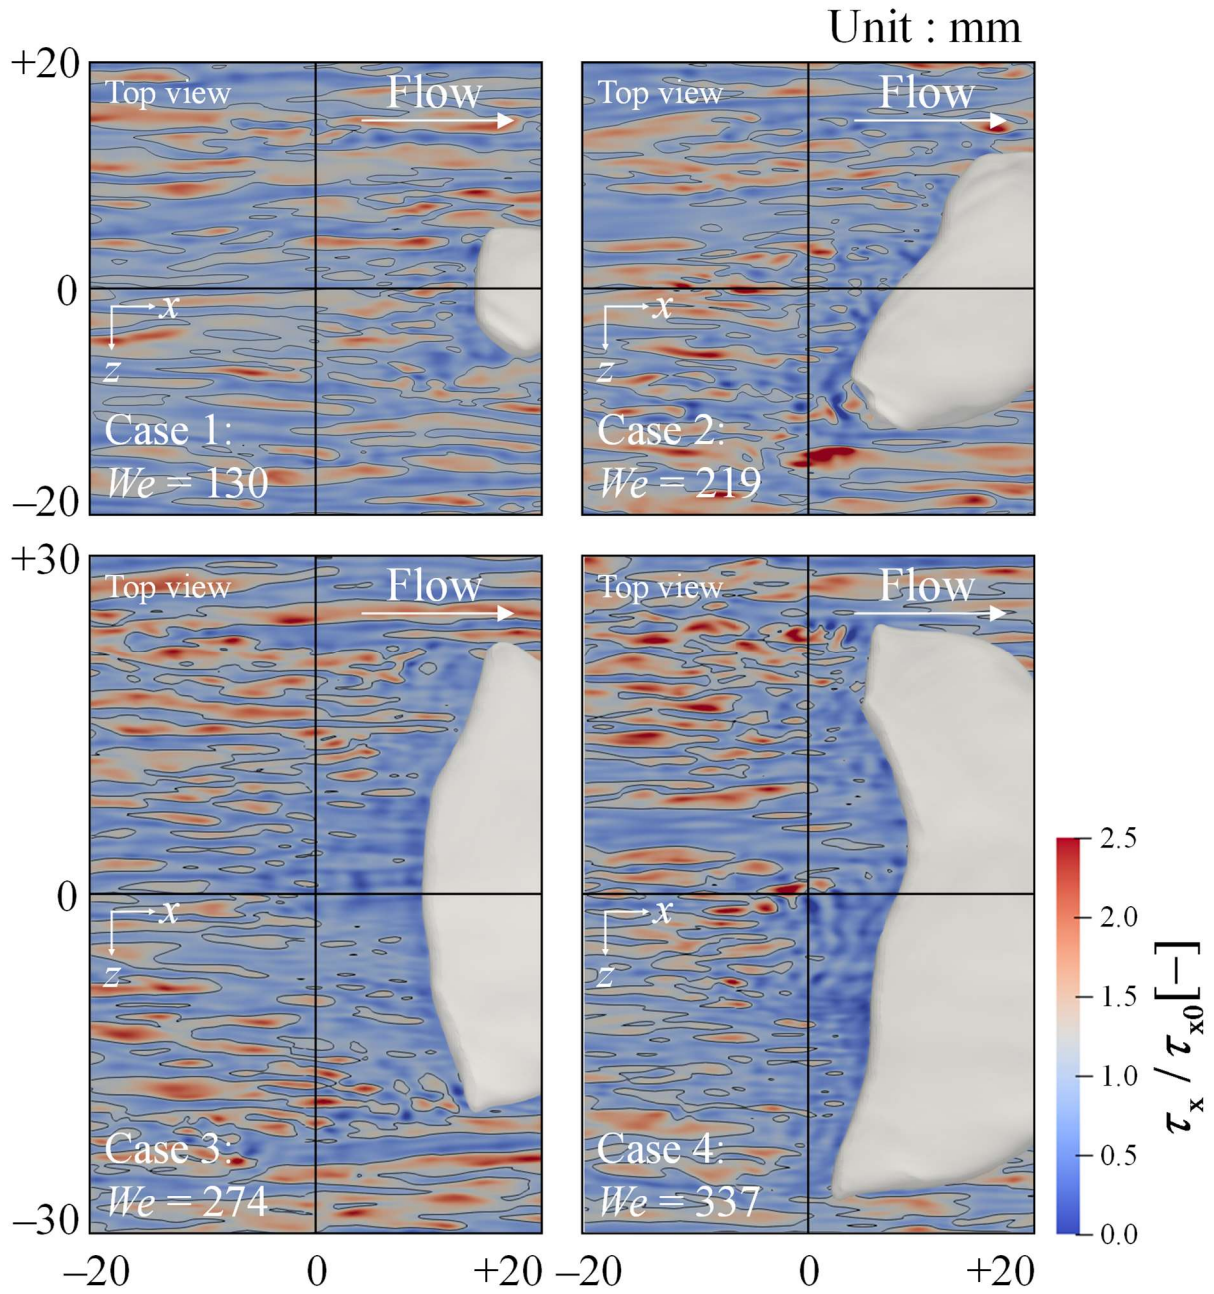 Unit : mm
+20
0
−20
Top view
Flow
x
z
Case 1:
We = 130
Top view
Flow
x
z
Case 2:
We = 219
+30
0
−30
Top view
Flow
x
z
Case 3:
We = 274
Top view
Flow
x
z
Case 4:
We = 337
−20
0
+20
−20
0
+20
2.5
2.0
1.5
1.0
0.5
0.0
τx / τx0 [−]